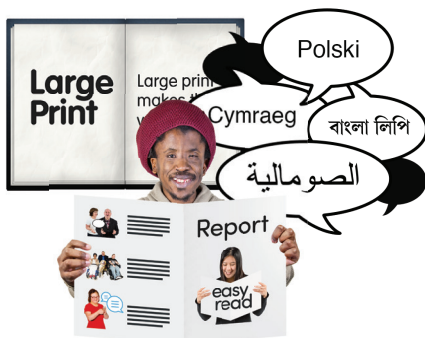 Large
Print
Large print
makes
Polski
Cymraeg
বাংলা লিপি
الصومالية
Report
easy
read